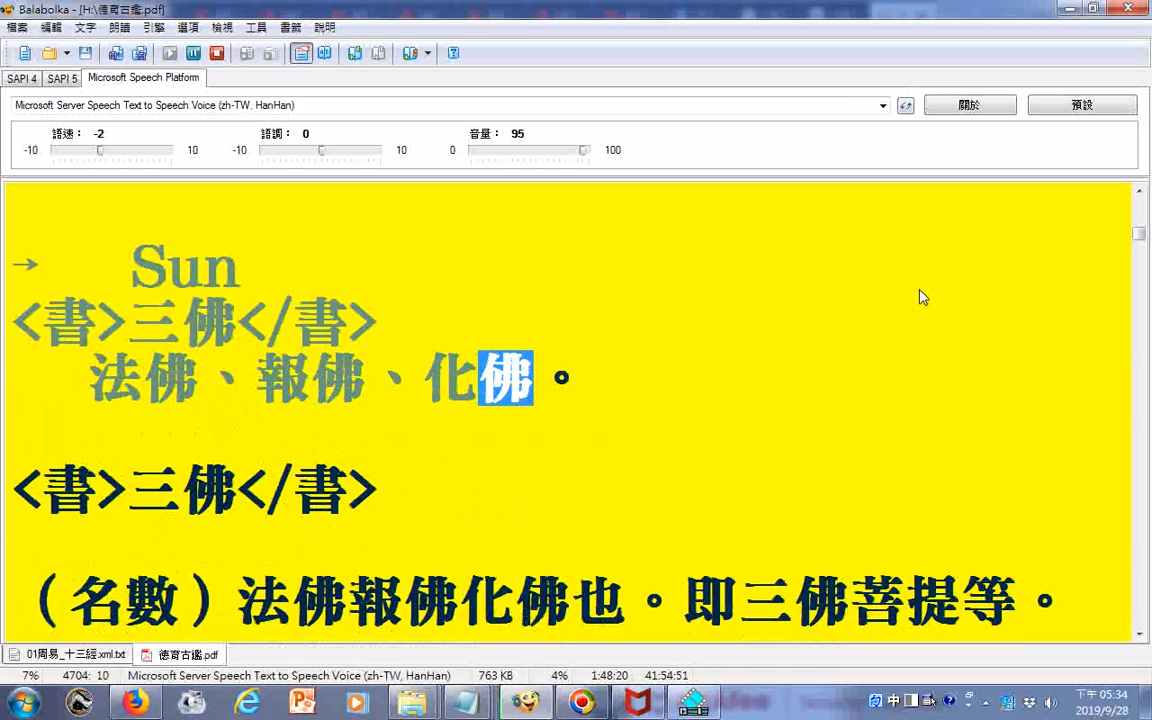 Balabolka - [H:\德育古鑑.pdf]
檔案 編輯 文字 朗讀 引擎 選項 檢視 工具 書籤 說明
SAPI 4 SAPI 5 Microsoft Speech Platform
Microsoft Server Speech Text to Speech Voice (zh-TW, HanHan) 關於 預設
語速： -2 語調： 0 音量： 95
-10 10 -10 10 0 100
→ Sun
<書>三佛</書>
法佛、報佛、化佛。
<書>三佛</書>
（名數）法佛報佛化佛也。即三佛菩提等。
01周易_十三經.xml.txt 德育古鑑.pdf
7% 4704: 10 Microsoft Server Speech Text to Speech Voice (zh-TW, HanHan) 763 KB 4% 1:48:20 41:54:51
中 下午 05:34
2019/9/28